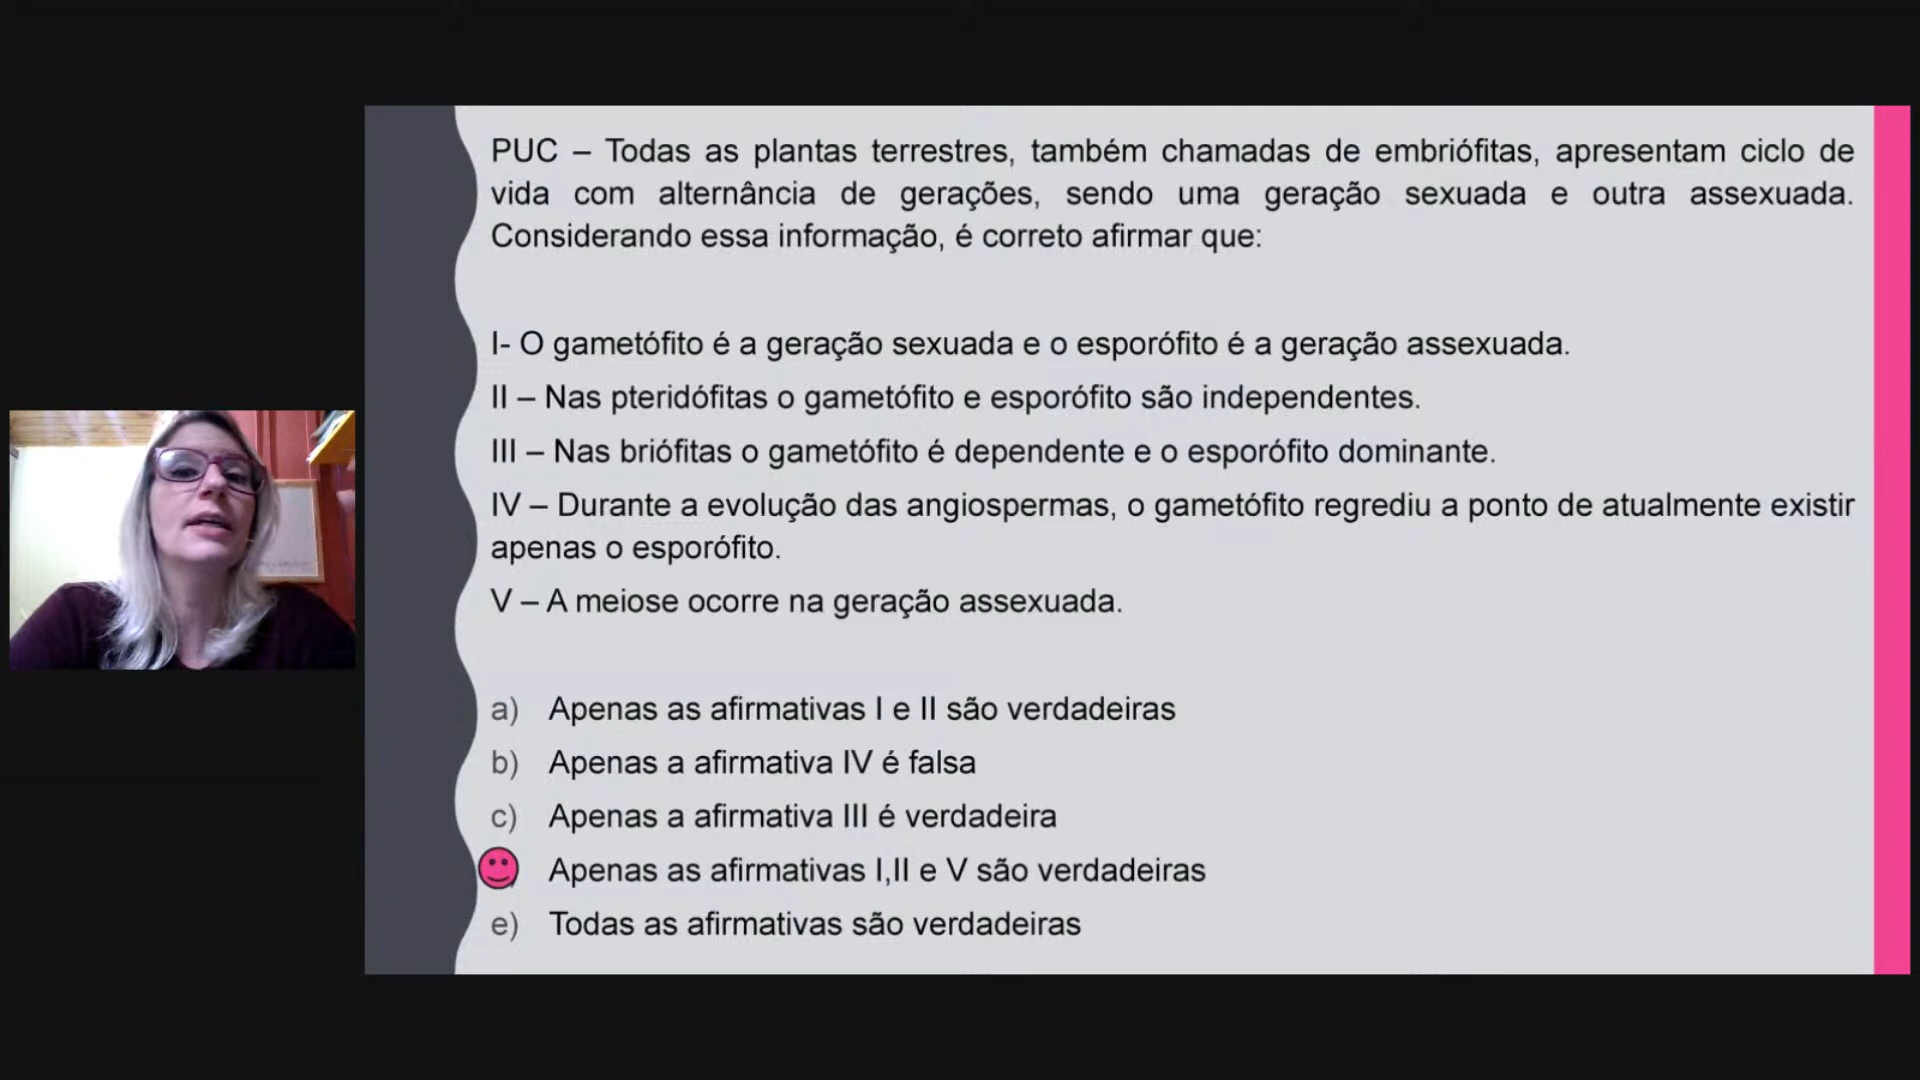 PUC – Todas as plantas terrestres, também chamadas de embriófitas, apresentam ciclo de
vida com alternância de gerações, sendo uma geração sexuada e outra assexuada.
Considerando essa informação, é correto afirmar que:
I- O gametófito é a geração sexuada e o esporófito é a geração assexuada.
II – Nas pteridófitas o gametófito e esporófito são independentes.
III – Nas briófitas o gametófito é dependente e o esporófito dominante.
IV – Durante a evolução das angiospermas, o gametófito regrediu a ponto de atualmente existir
apenas o esporófito.
V – A meiose ocorre na geração assexuada.
a) Apenas as afirmativas I e II são verdadeiras
b) Apenas a afirmativa IV é falsa
c) Apenas a afirmativa III é verdadeira
Apenas as afirmativas I,II e V são verdadeiras
e) Todas as afirmativas são verdadeiras